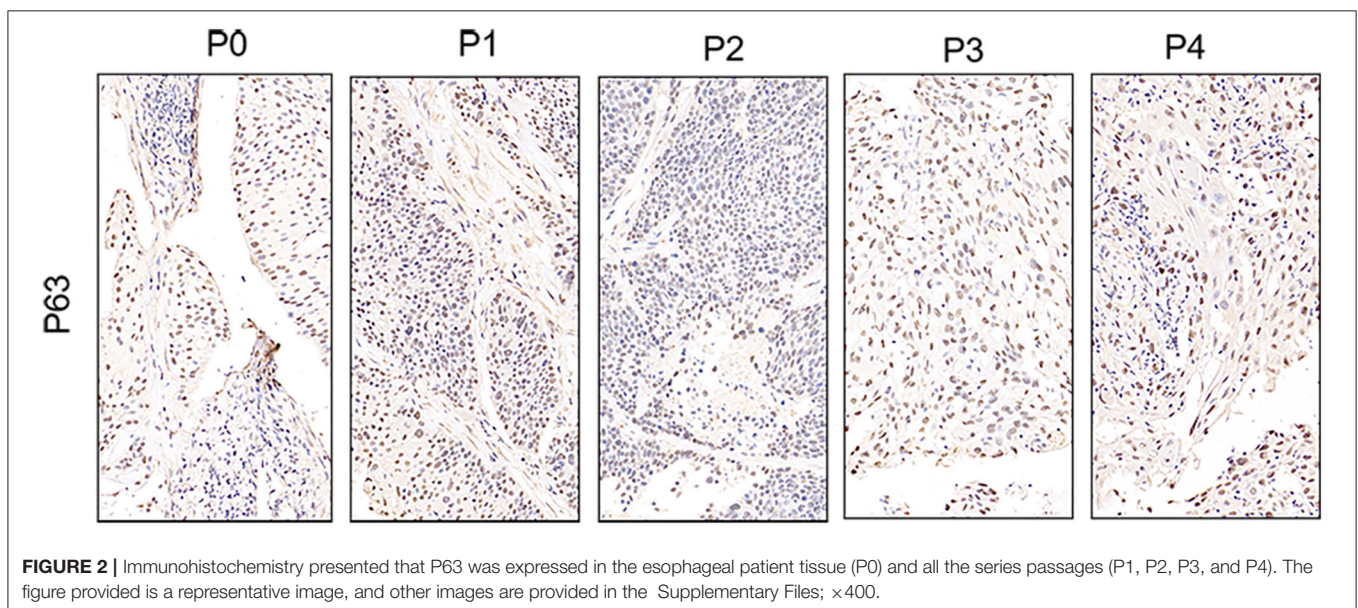 P0 P1 P2 P3 P4
P63
FIGURE 2 | Immunohistochemistry presented that P63 was expressed in the esophageal patient tissue (P0) and all the series passages (P1, P2, P3, and P4). The
figure provided is a representative image, and other images are provided in the Supplementary Files; ×400.